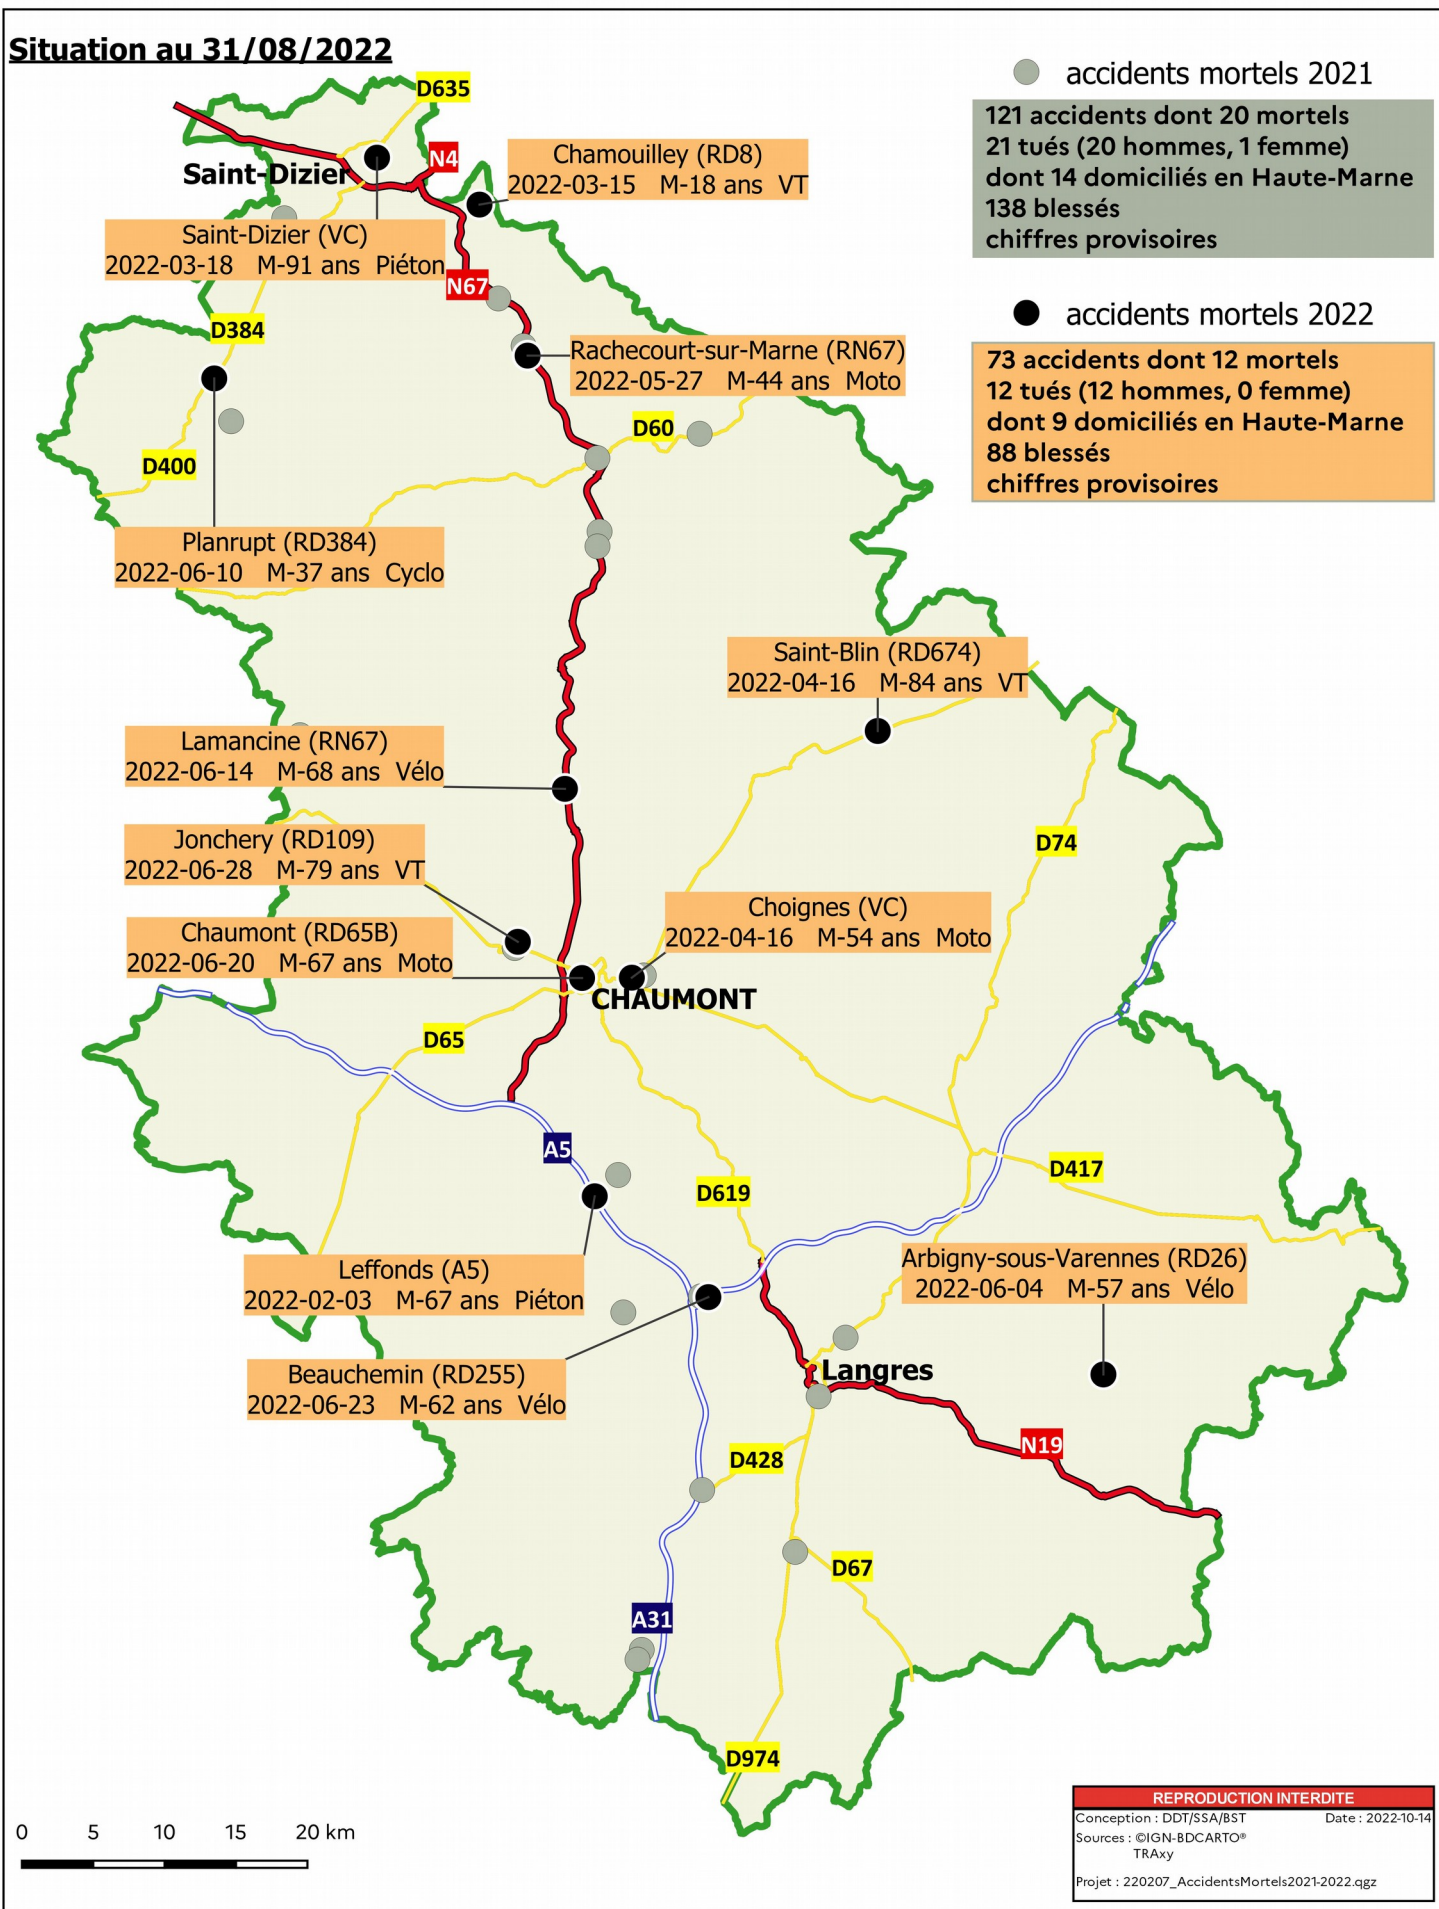 Situation au 31/08/2022
accidents mortels 2021
121 accidents dont 20 mortels
21 tués (20 hommes, 1 femme)
dont 14 domiciliés en Haute-Marne
138 blessés
chiffres provisoires
accidents mortels 2022
73 accidents dont 12 mortels
12 tués (12 hommes, 0 femme)
dont 9 domiciliés en Haute-Marne
88 blessés
chiffres provisoires
D635
N4
Saint-Dizier
Chamouilley (RD8)
2022-03-15 M-18 ans VT
Saint-Dizier (VC)
2022-03-18 M-91 ans Piéton
N67
D384
Rachecourt-sur-Marne (RN67)
2022-05-27 M-44 ans Moto
D60
D400
Planrupt (RD384)
2022-06-10 M-37 ans Cyclo
Saint-Blin (RD674)
2022-04-16 M-84 ans VT
Lamancine (RN67)
2022-06-14 M-68 ans Vélo
Jonchery (RD109)
2022-06-28 M-79 ans VT
D74
Choignes (VC)
2022-04-16 M-54 ans Moto
Chaumont (RD65B)
2022-06-20 M-67 ans Moto
CHAUMONT
D65
A5
D619
D417
Leffonds (A5)
2022-02-03 M-67 ans Piéton
Arbigny-sous-Varennes (RD26)
2022-06-04 M-57 ans Vélo
Beauchemin (RD255)
2022-06-23 M-62 ans Vélo
Langres
N19
D428
D67
A31
D974
0 5 10 15 20 km
REPRODUCTION INTERDITE
Conception : DDT/SSA/BST Date : 2022-10-14
Sources : ©IGN-BDCARTO®
TRAxy
Projet : 220207_AccidentsMortels2021-2022.qgz